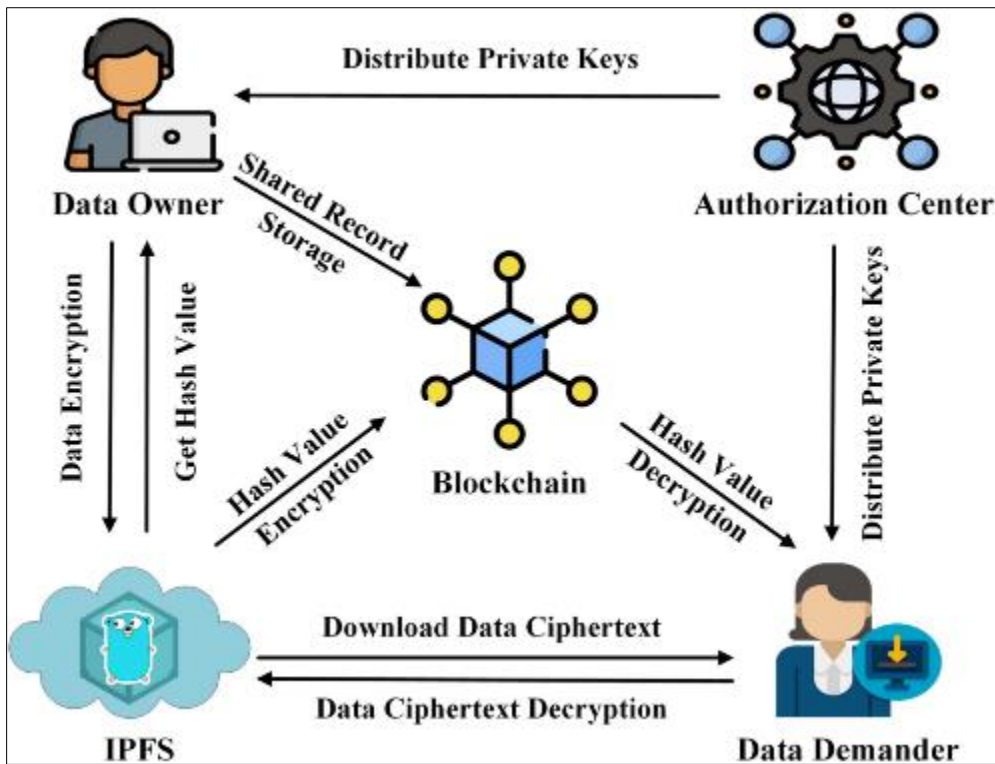 Distribute Private Keys
Data Owner
Authorization Center
Shared Record
Storage
Data Encryption
Get Hash Value
Distribute Private Keys
Blockchain
Hash Value
Encryption
Hash Value
Decryption
Download Data Ciphertext
Data Ciphertext Decryption
IPFS
Data Demander